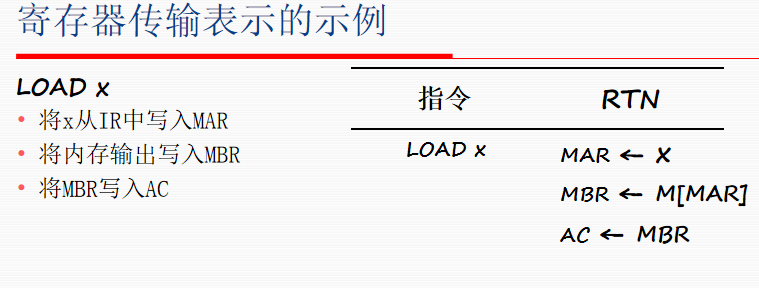 寄存器传输表示的示例
LOAD x
• 将x从IR中写入MAR
• 将内存输出写入MBR
• 将MBR写入AC
指令 RTN
LOAD x MAR ← X
MBR ← M[MAR]
AC ← MBR